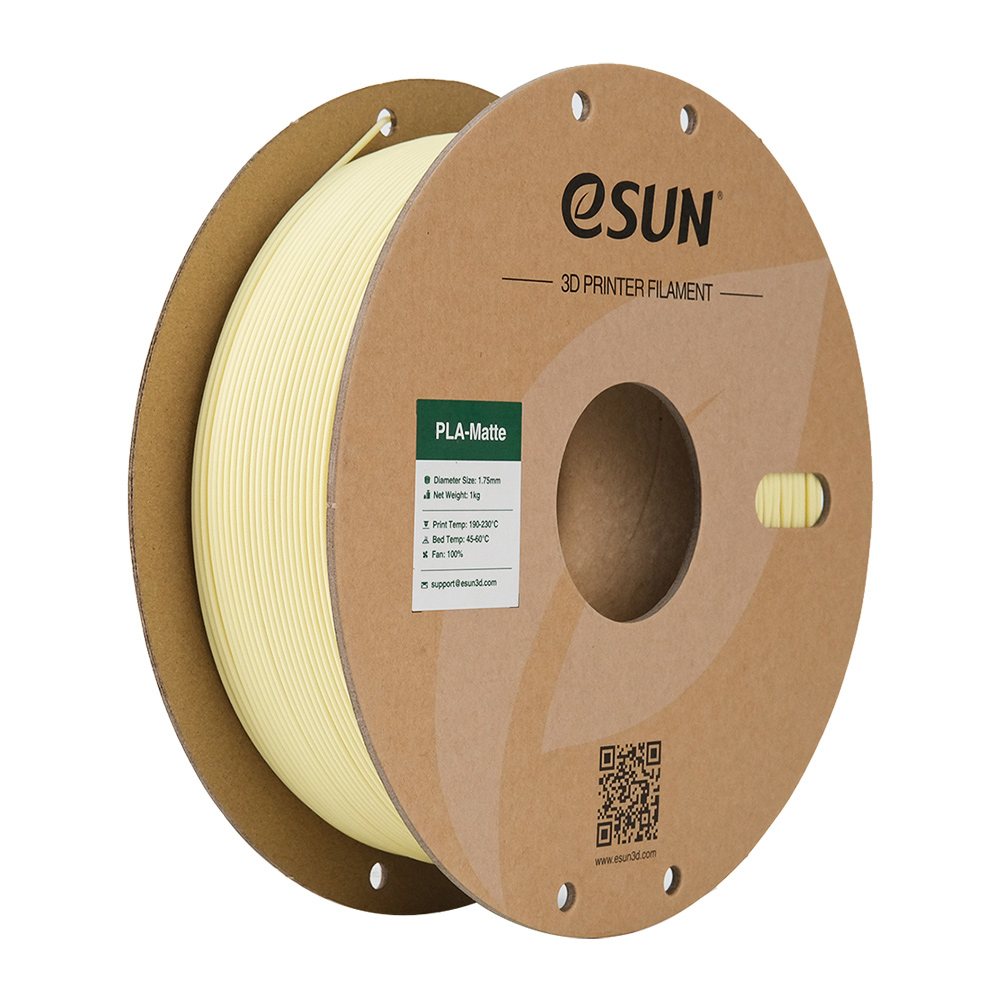 eSUN®
3D PRINTER FILAMENT
PLA-Matte
Diameter Size: 1.75mm
Net Weight: 1kg
Print Temp: 190-230°C
Bed Temp: 45-60°C
Fan: 100%
support@esun3d.com
www.esun3d.com